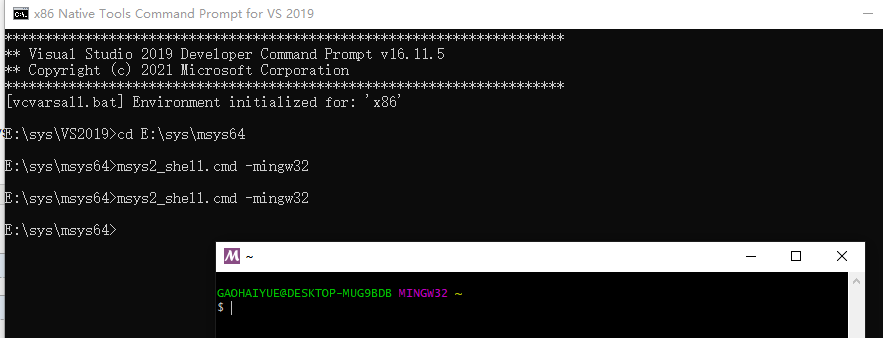 x86 Native Tools Command Prompt for VS 2019
**********************************************************************
** Visual Studio 2019 Developer Command Prompt v16.11.5
** Copyright (c) 2021 Microsoft Corporation
**********************************************************************
[vcvarsall.bat] Environment initialized for: 'x86'
E:\sys\VS2019>cd E:\sys\msys64
E:\sys\msys64>msys2_shell.cmd -mingw32
E:\sys\msys64>msys2_shell.cmd -mingw32
E:\sys\msys64>
~
GAOHAIYUE@DESKTOP-MUG9BDB MINGW32 ~
$